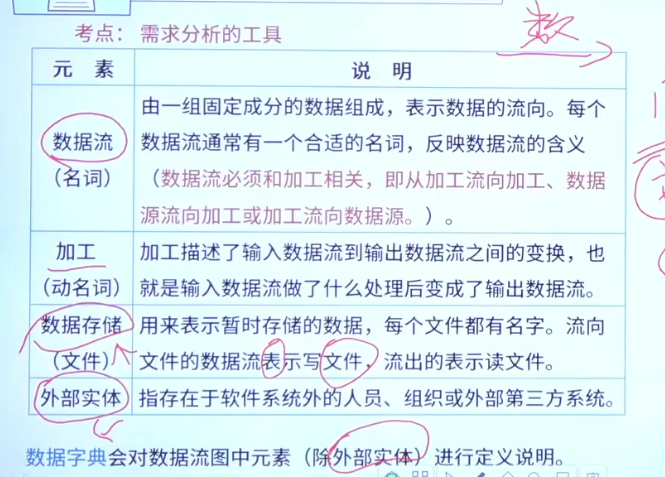 考点：需求分析的工具
数
元 素 说 明
数据流
（名词）
由一组固定成分的数据组成，表示数据的流向。每个
数据流通常有一个合适的名词，反映数据流的含义
（数据流必须和加工相关，即从加工流向加工、数据
源流向加工或加工流向数据源。）。
加工
（动名词）
加工描述了输入数据流到输出数据流之间的变换，也
就是输入数据流做了什么处理后变成了输出数据流。
数据存储
（文件）
用来表示暂时存储的数据，每个文件都有名字。流向
文件的数据流表示写文件，流出的表示读文件。
外部实体 指存在于软件系统外的人员、组织或外部第三方系统。
数据字典会对数据流图中元素（除外部实体）进行定义说明。